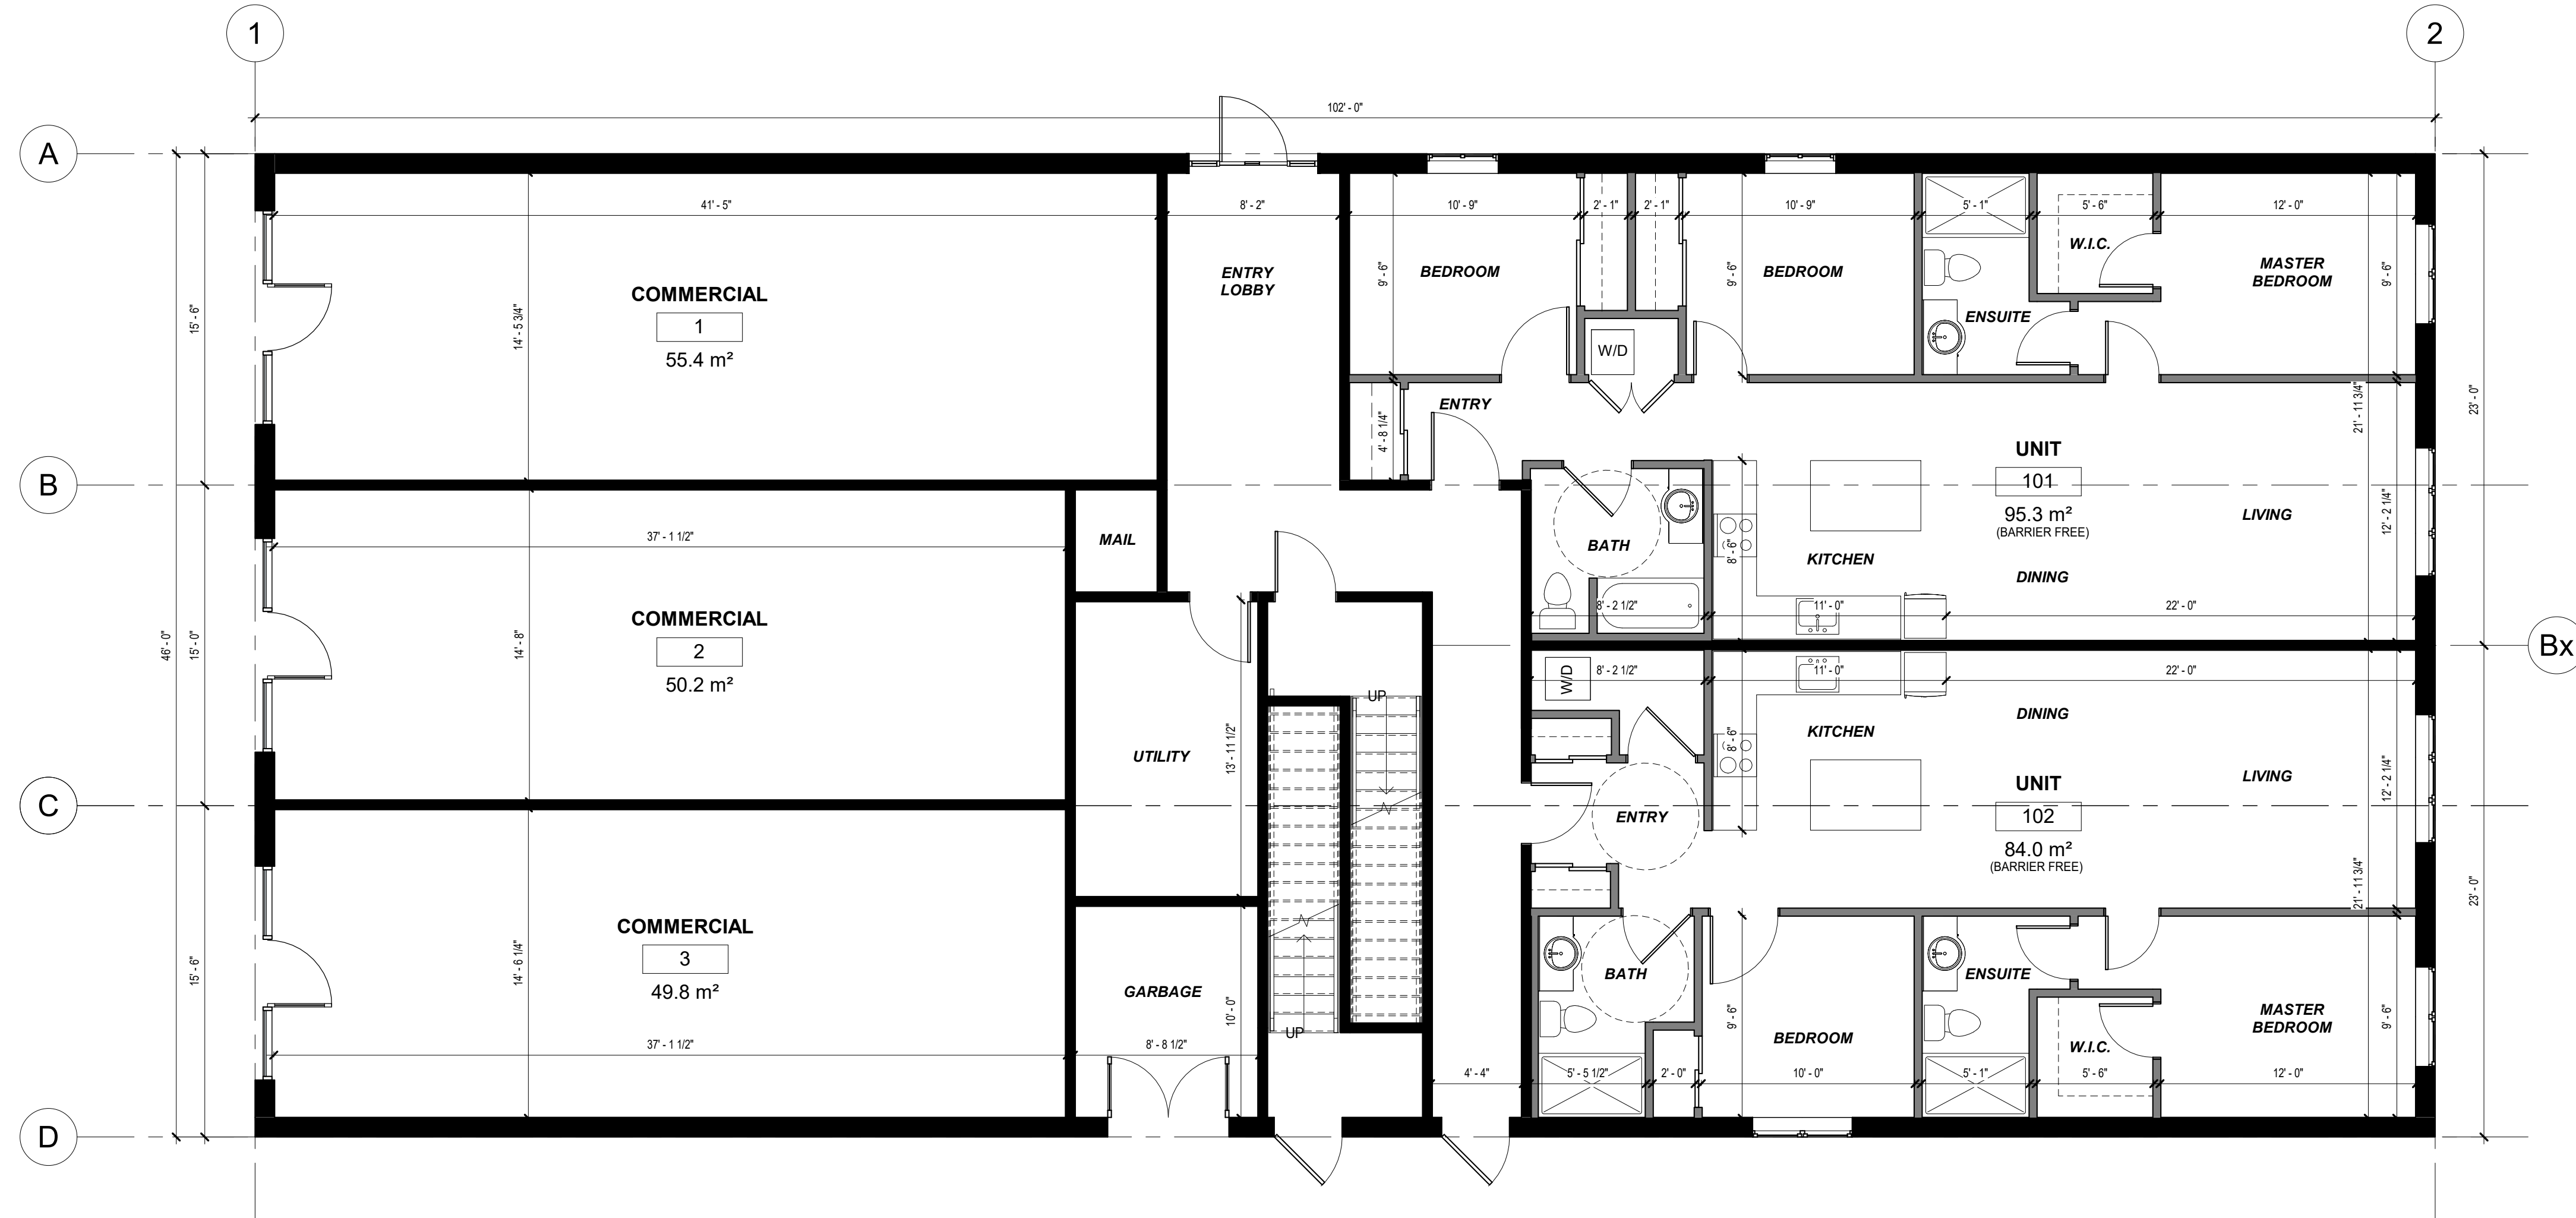 1
2
102' - 0"
A
41' - 5"
8' - 2"
10' - 9"
2' - 1"
2' - 1"
10' - 9"
5' - 1"
5' - 6"
12' - 0"
15' - 6"
14' - 5 3/4"
COMMERCIAL
1
55.4 m²
ENTRY
LOBBY
9' - 6"
BEDROOM
W/D
9' - 6"
BEDROOM
ENSUITE
W.I.C.
MASTER
BEDROOM
9' - 6"
23' - 0"
ENTRY
4' - 8 1/4"
21' - 11 3/4"
UNIT
101
95.3 m²
(BARRIER FREE)
LIVING
12' - 2 1/4"
B
37' - 1 1/2"
MAIL
BATH
8' - 6"
KITCHEN
DINING
8' - 2 1/2"
11' - 0"
22' - 0"
46' - 0"
15' - 0"
14' - 8"
COMMERCIAL
2
50.2 m²
Bx
W/D
8' - 2 1/2"
11' - 0"
22' - 0"
UP
UTILITY
13' - 11 1/2"
8' - 6"
KITCHEN
DINING
UNIT
102
84.0 m²
(BARRIER FREE)
LIVING
12' - 2 1/4"
C
ENTRY
21' - 11 3/4"
23' - 0"
15' - 6"
14' - 6 1/4"
COMMERCIAL
3
49.8 m²
GARBAGE
10' - 0"
UP
BATH
9' - 6"
BEDROOM
ENSUITE
W.I.C.
MASTER
BEDROOM
9' - 6"
37' - 1 1/2"
8' - 8 1/2"
4' - 4"
5' - 5 1/2"
2' - 0"
10' - 0"
5' - 1"
5' - 6"
12' - 0"
D